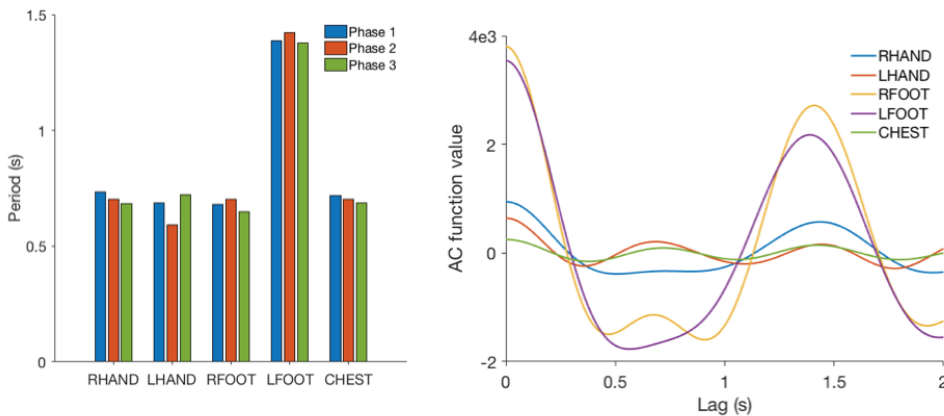 1.5
1
0.5
0
Period (s)
Phase 1
Phase 2
Phase 3
RHAND LHAND RFOOT LFOOT CHEST
4e3
2
0
-2
AC function value
RHAND
LHAND
RFOOT
LFOOT
CHEST
0 0.5 1 1.5 2
Lag (s)